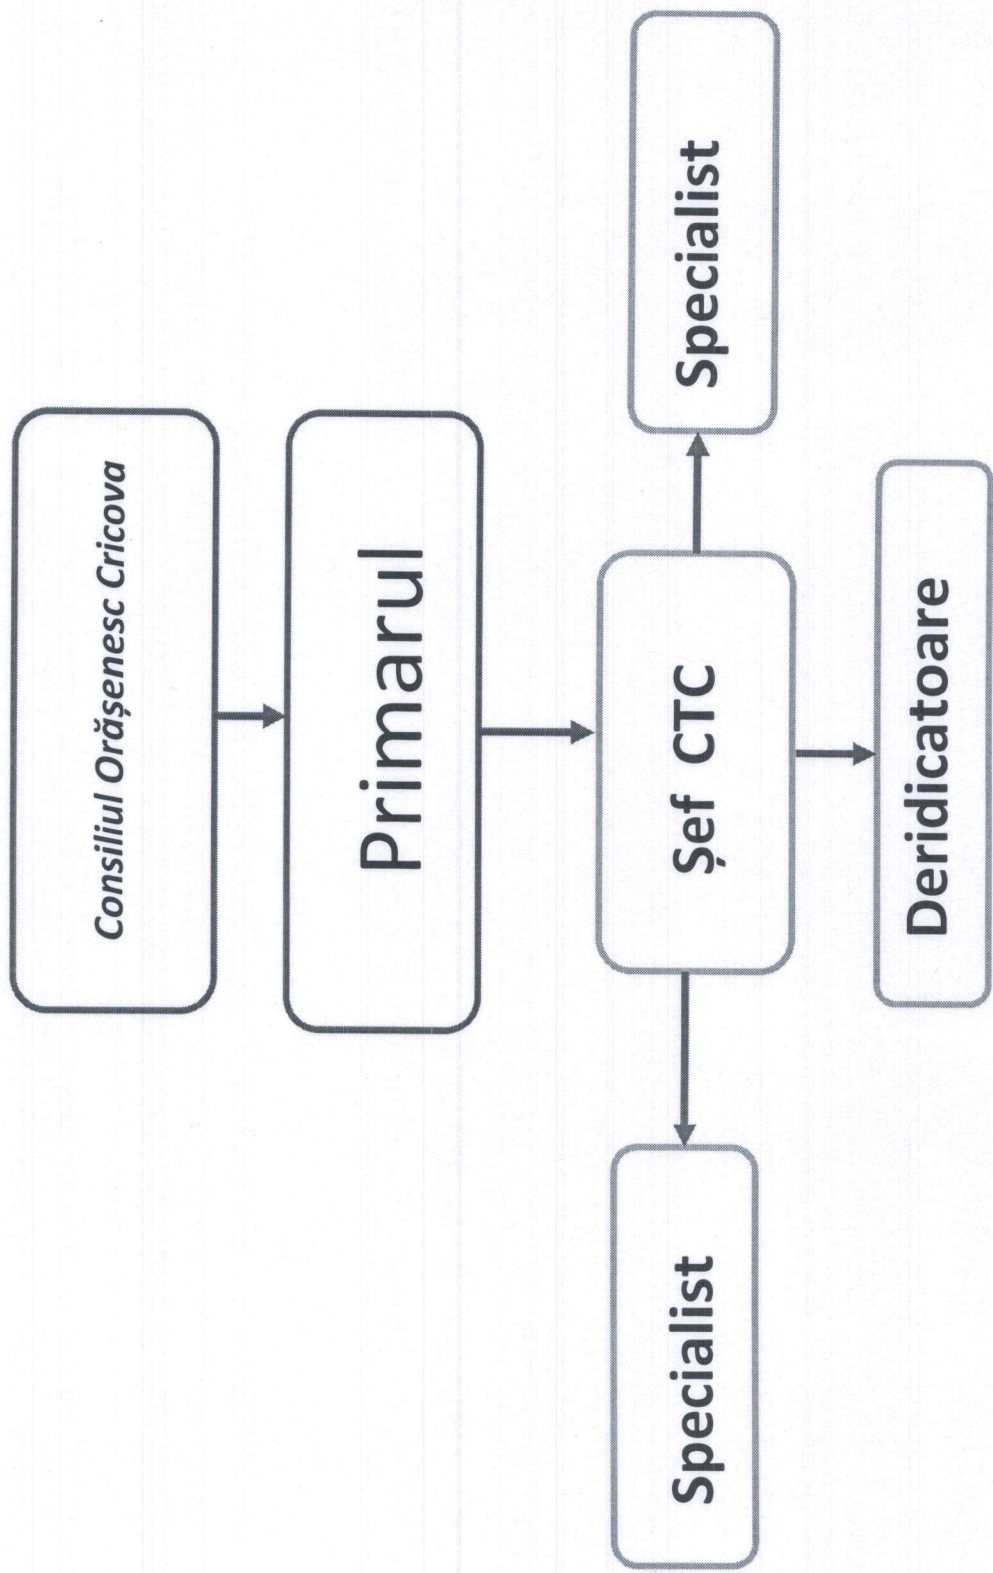 Consiliul Orășenesc Cricova
Primarul
Specialist
Șef CTC
Specialist
Deridicatoare